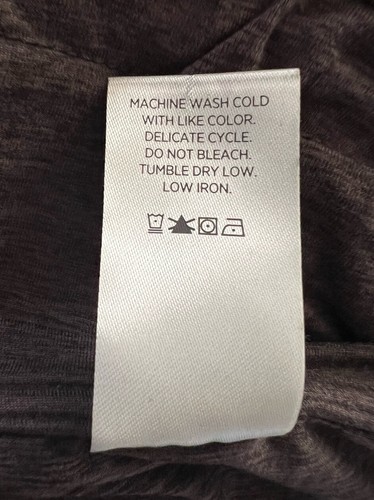 MACHINE WASH COLD
WITH LIKE COLOR.
DELICATE CYCLE.
DO NOT BLEACH.
TUMBLE DRY LOW.
LOW IRON.